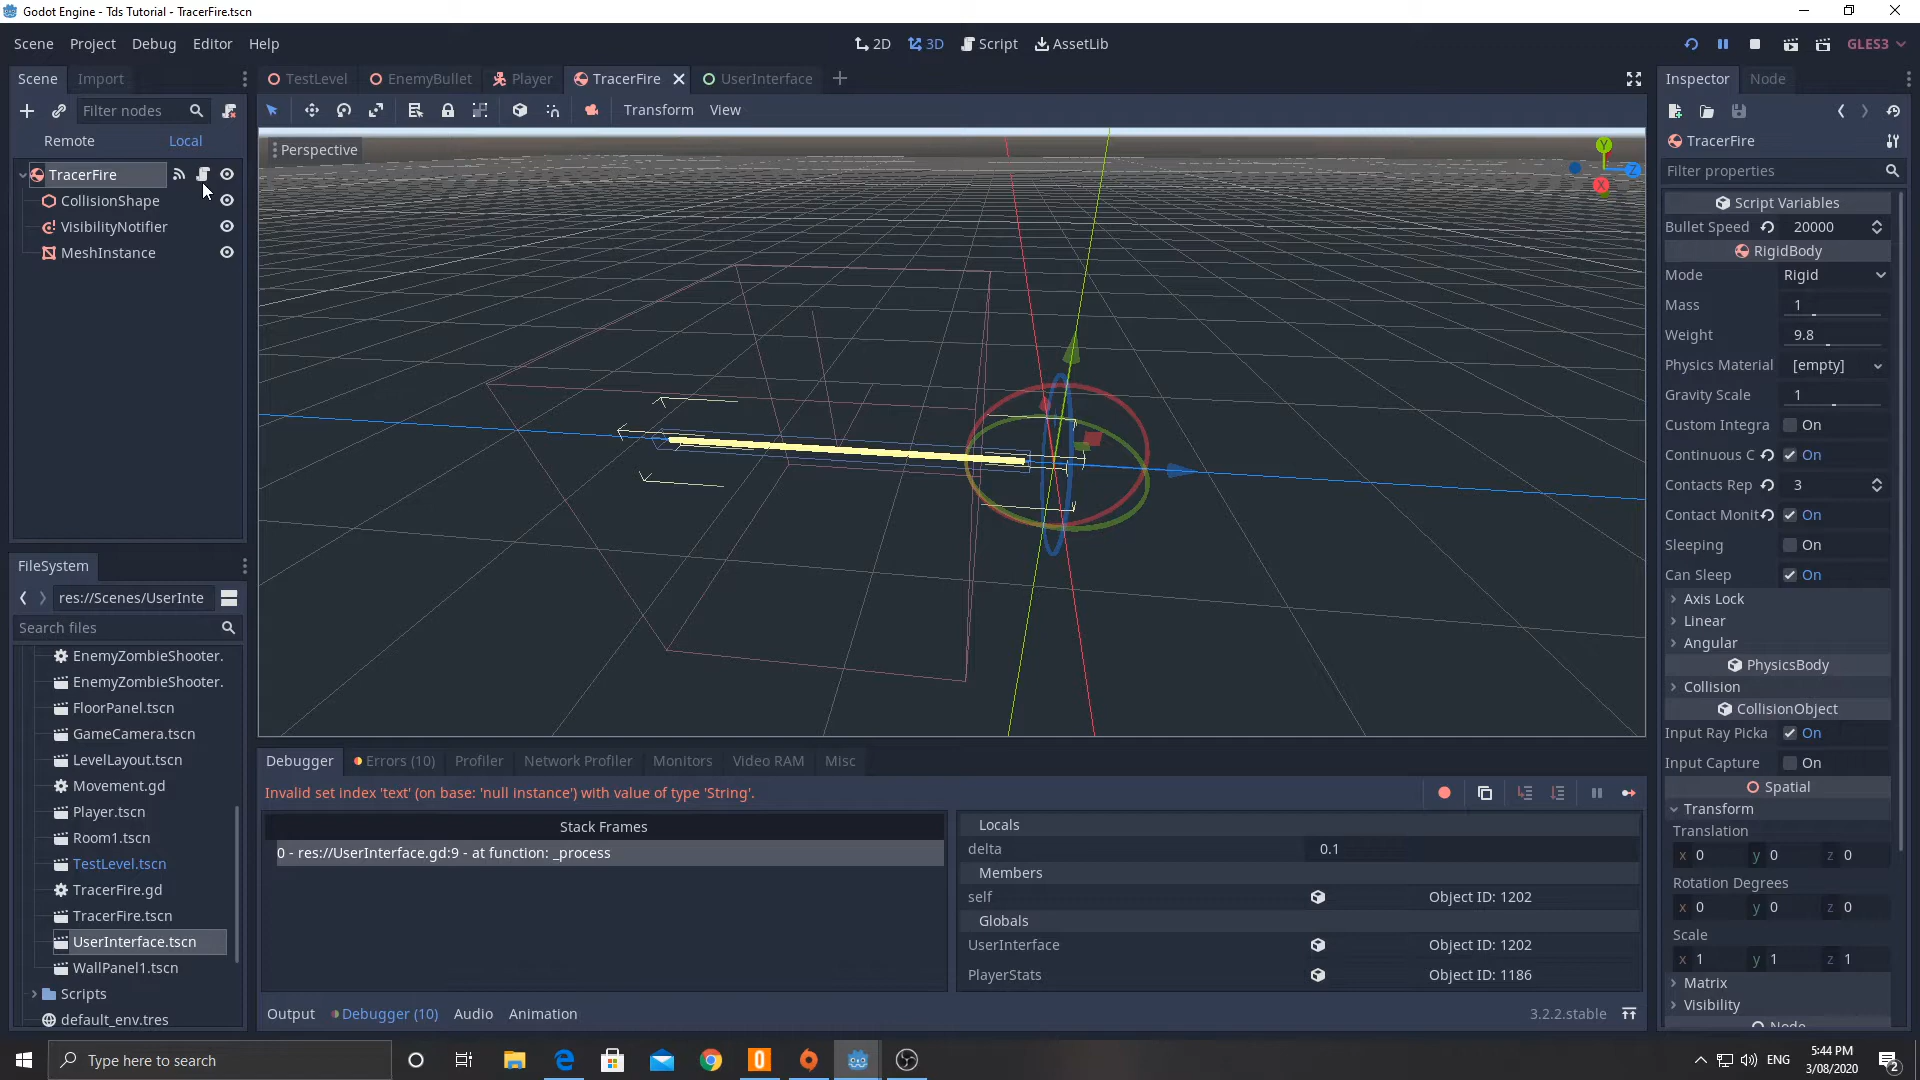 Godot Engine - Tds Tutorial - TracerFire.tscn
Scene Project Debug Editor Help
2D 3D Script AssetLib
GLES3
Scene Import
TestLevel EnemyBullet Player TracerFire UserInterface
Inspector Node
Filter nodes
Transform View
Remote Local
Perspective
TracerFire
CollisionShape
VisibilityNotifier
MeshInstance
Y
Z
X
TracerFire
Filter properties
Script Variables
Bullet Speed 20000
RigidBody
Mode Rigid
Mass 1
Weight 9.8
Physics Material [empty]
Gravity Scale 1
Custom Integra On
Continuous C On
Contacts Rep 3
Contact Monit On
Sleeping On
Can Sleep On
Axis Lock
Linear
Angular
PhysicsBody
Collision
CollisionObject
Input Ray Picka On
Input Capture On
Spatial
Transform
Translation
x 0 y 0 z 0
Rotation Degrees
x 0 y 0 z 0
Scale
x 1 y 1 z 1
Matrix
Visibility
Node
FileSystem
res://Scenes/UserInte
Search files
EnemyZombieShooter.
EnemyZombieShooter.
FloorPanel.tscn
GameCamera.tscn
LevelLayout.tscn
Movement.gd
Player.tscn
Room1.tscn
TestLevel.tscn
TracerFire.gd
TracerFire.tscn
UserInterface.tscn
WallPanel1.tscn
Scripts
default_env.tres
Debugger Errors (10) Profiler Network Profiler Monitors Video RAM Misc
Invalid set index 'text' (on base: 'null instance') with value of type 'String'.
Stack Frames
0 - res://UserInterface.gd:9 - at function: _process
Locals
delta 0.1
Members
self Object ID: 1202
Globals
UserInterface Object ID: 1202
PlayerStats Object ID: 1186
Output Debugger (10) Audio Animation
3.2.2.stable
Type here to search
ENG
5:44 PM
3/08/2020
2